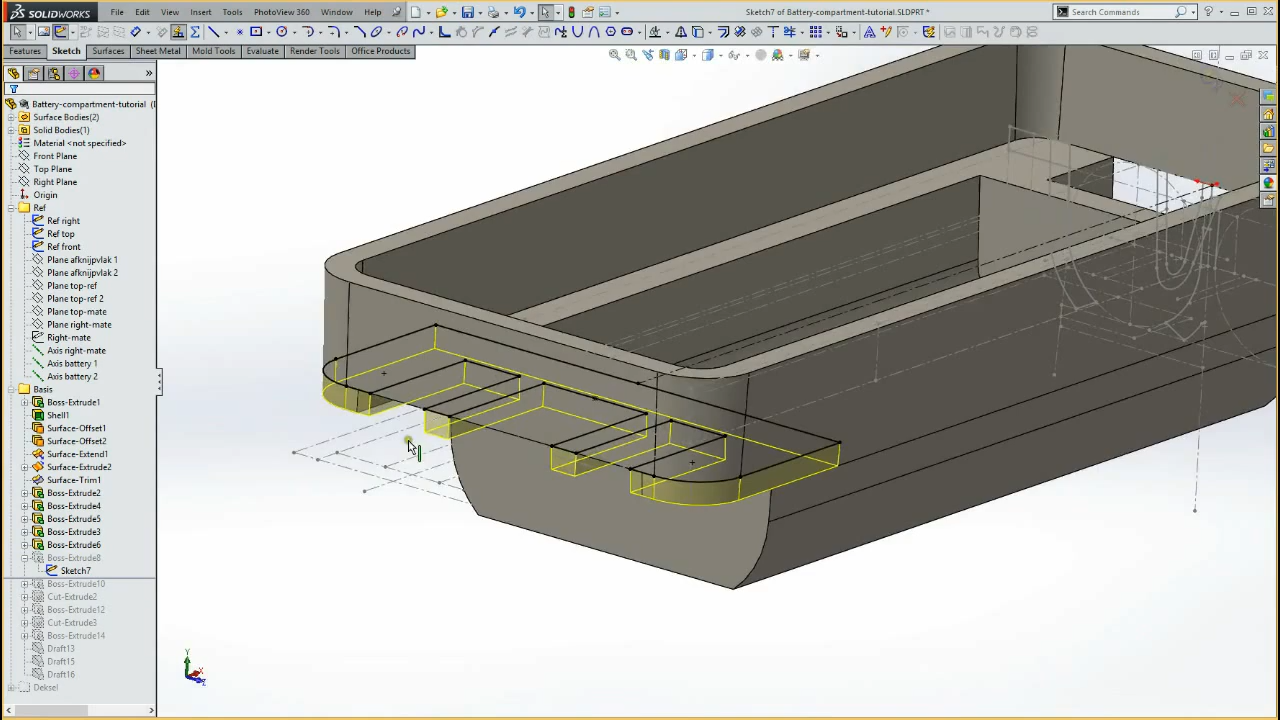 SOLIDWORKS File Edit View Insert Tools PhotoView 360 Window Help Sketch7 of Battery-compartment-tutorial.SLDPRT * Search Commands
Features Sketch Surfaces Sheet Metal Mold Tools Evaluate Render Tools Office Products
Battery-compartment-tutorial (
Surface Bodies(2)
Solid Bodies(1)
Material <not specified>
Front Plane
Top Plane
Right Plane
Origin
Ref
Ref right
Ref top
Ref front
Plane afknijpvlak 1
Plane afknijpvlak 2
Plane top-ref
Plane top-ref 2
Plane top-mate
Plane right-mate
Right-mate
Axis right-mate
Axis battery 1
Axis battery 2
Basis
Boss-Extrude1
Shell1
Surface-Offset1
Surface-Offset2
Surface-Extend1
Surface-Extrude2
Surface-Trim1
Boss-Extrude2
Boss-Extrude4
Boss-Extrude5
Boss-Extrude3
Boss-Extrude6
Boss-Extrude8
Sketch7
Boss-Extrude10
Cut-Extrude2
Boss-Extrude12
Cut-Extrude3
Boss-Extrude14
Draft13
Draft15
Draft16
Deksel
Y
X
Z